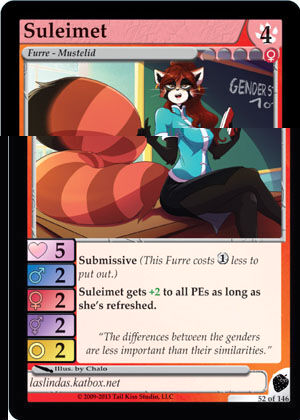 Suleimet
4
Furre - Mustelid
GENDER S
10
5
2
2
2
2
Submissive (This Furre costs 1 less to
put out.)
Suleimet gets +2 to all PEs as long as
she's refreshed.
"The differences between the genders
are less important than their similarities."
Illus. by Chalo
laslindas.katbox.net
© 2009-2013 Tail Kiss Studio, LLC
52 of 146